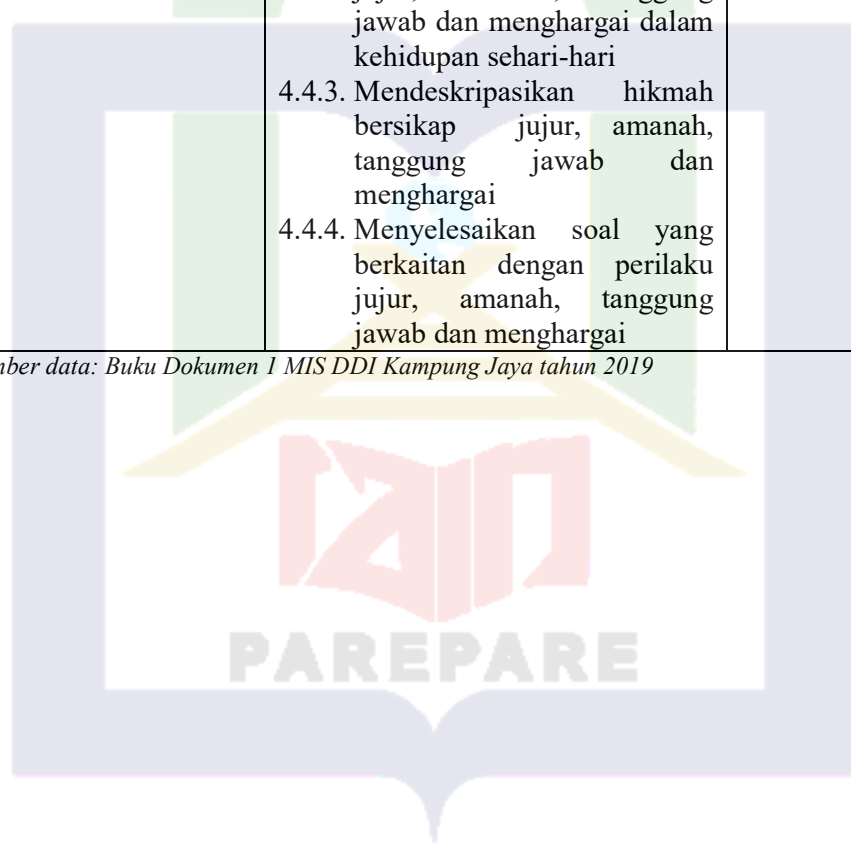 jawab dan menghargai dalam
kehidupan sehari-hari
4.4.3. Mendeskripasikan hikmah
bersikap jujur, amanah,
tanggung jawab dan
menghargai
4.4.4. Menyelesaikan soal yang
berkaitan dengan perilaku
jujur, amanah, tanggung
jawab dan menghargai
data: Buku Dokumen 1 MIS DDI Kampung Jaya tahun 2019
iain
PAREPARE